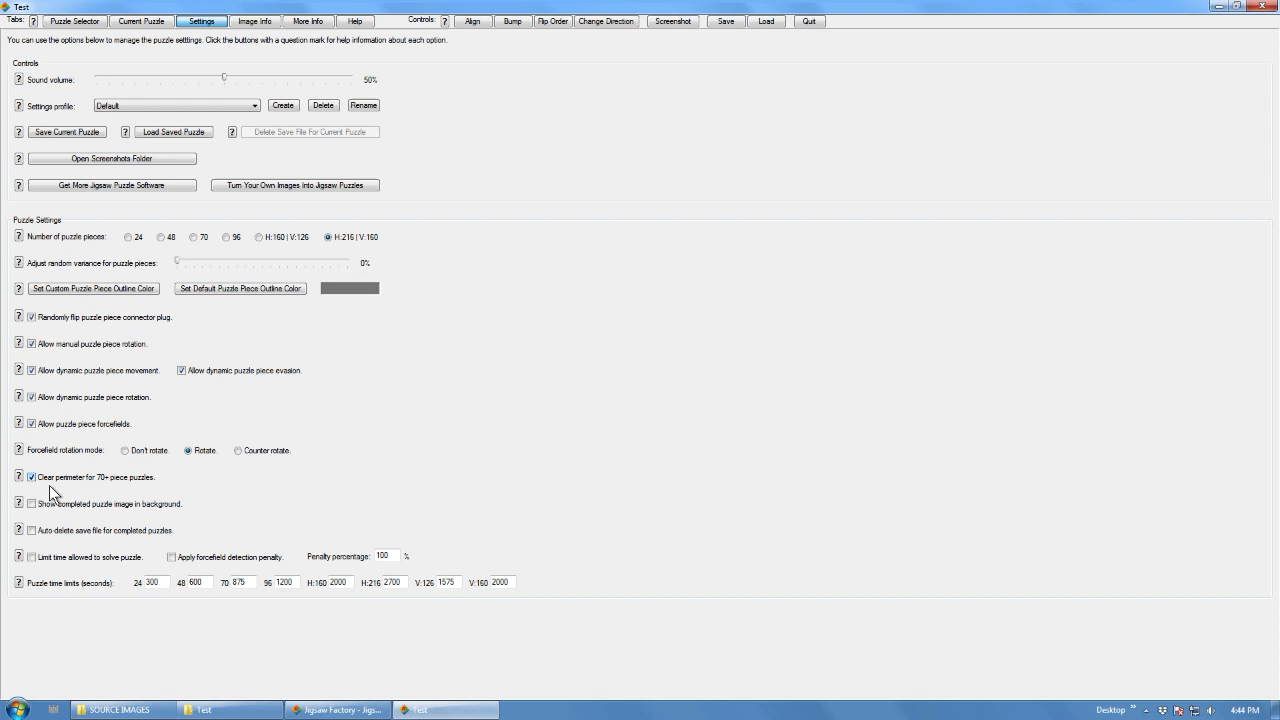 Test
Tabs: ? Puzzle Selector Current Puzzle Settings Image Info More Info Help Controls: ? Align Bump Flip Order Change Direction Screenshot Save Load Quit
You can use the options below to manage the puzzle settings. Click the buttons with a question mark for help information about each option.
Controls
? Sound volume: 50%
? Settings profile: Default Create Delete Rename
? Save Current Puzzle ? Load Saved Puzzle ? Delete Save File For Current Puzzle
? Open Screenshots Folder
? Get More Jigsaw Puzzle Software Turn Your Own Images Into Jigsaw Puzzles
Puzzle Settings
? Number of puzzle pieces: 24 48 70 96 H:160 | V:126 H:216 | V:160
? Adjust random variance for puzzle pieces: 0%
? Set Custom Puzzle Piece Outline Color Set Default Puzzle Piece Outline Color
? Randomly flip puzzle piece connector plug.
? Allow manual puzzle piece rotation.
? Allow dynamic puzzle piece movement. Allow dynamic puzzle piece evasion.
? Allow dynamic puzzle piece rotation.
? Allow puzzle piece forcefields.
? Forcefield rotation mode: Don't rotate. Rotate. Counter rotate.
? Clear perimeter for 70+ piece puzzles.
? Show completed puzzle image in background.
? Auto-delete save file for completed puzzles.
? Limit time allowed to solve puzzle. Apply forcefield detection penalty. Penalty percentage: 100 %
? Puzzle time limits (seconds): 24 300 48 600 70 875 96 1200 H:160 2000 H:216 2700 V:126 1575 V:160 2000
SOURCE IMAGES Test Jigsaw Factory - Jigs... Test Desktop » 4:44 PM